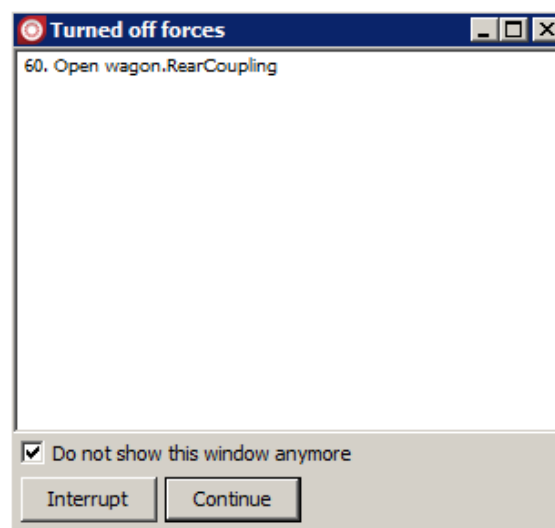 Turned off forces
60. Open wagon.RearCoupling
Do not show this window anymore
Interrupt
Continue